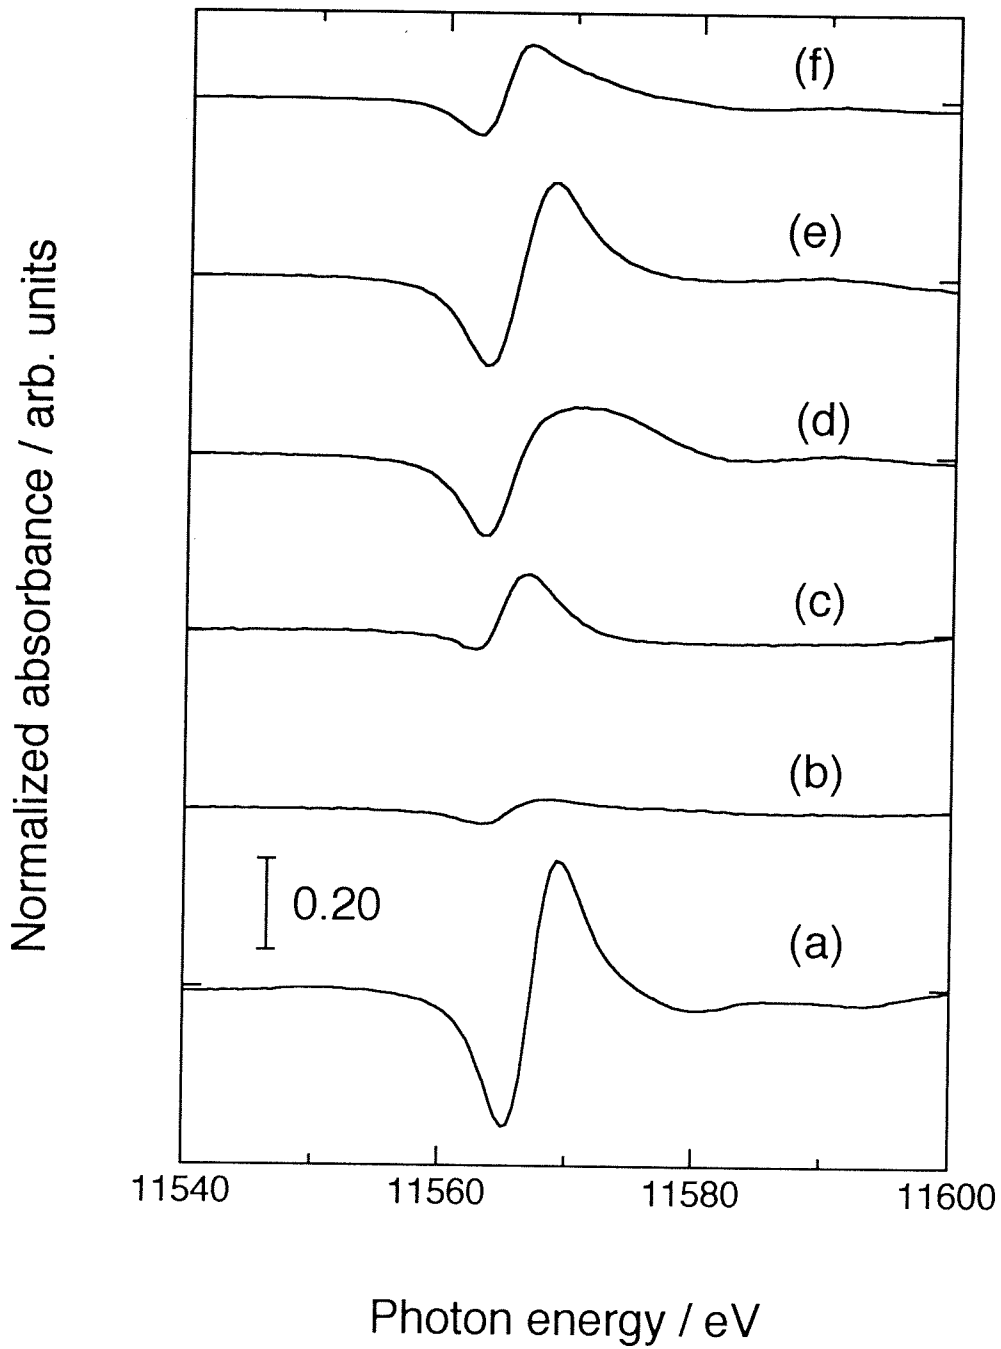 (f)
(e)
(d)
(c)
(b)
0.20
(a)
Normalized absorbance / arb. units
11540
11560
11580
11600
Photon energy / eV